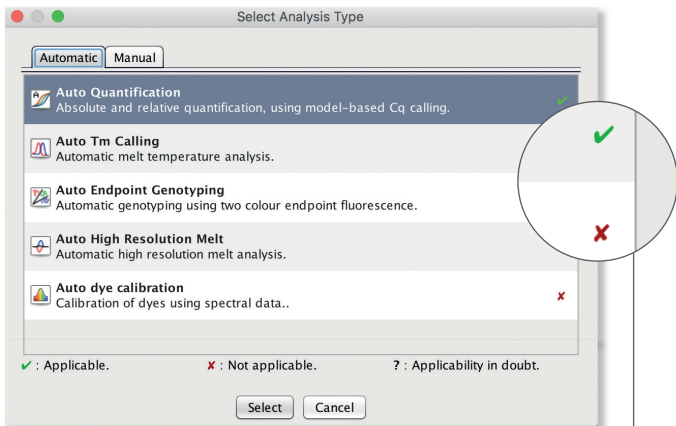 Select Analysis Type
Automatic Manual
Auto Quantification
Absolute and relative quantification, using model-based Cq calling.
Auto Tm Calling
Automatic melt temperature analysis.
Auto Endpoint Genotyping
Automatic genotyping using two colour endpoint fluorescence.
Auto High Resolution Melt
Automatic high resolution melt analysis.
Auto dye calibration
Calibration of dyes using spectral data..
✔ : Applicable. ✘ : Not applicable. ? : Applicability in doubt.
Select Cancel